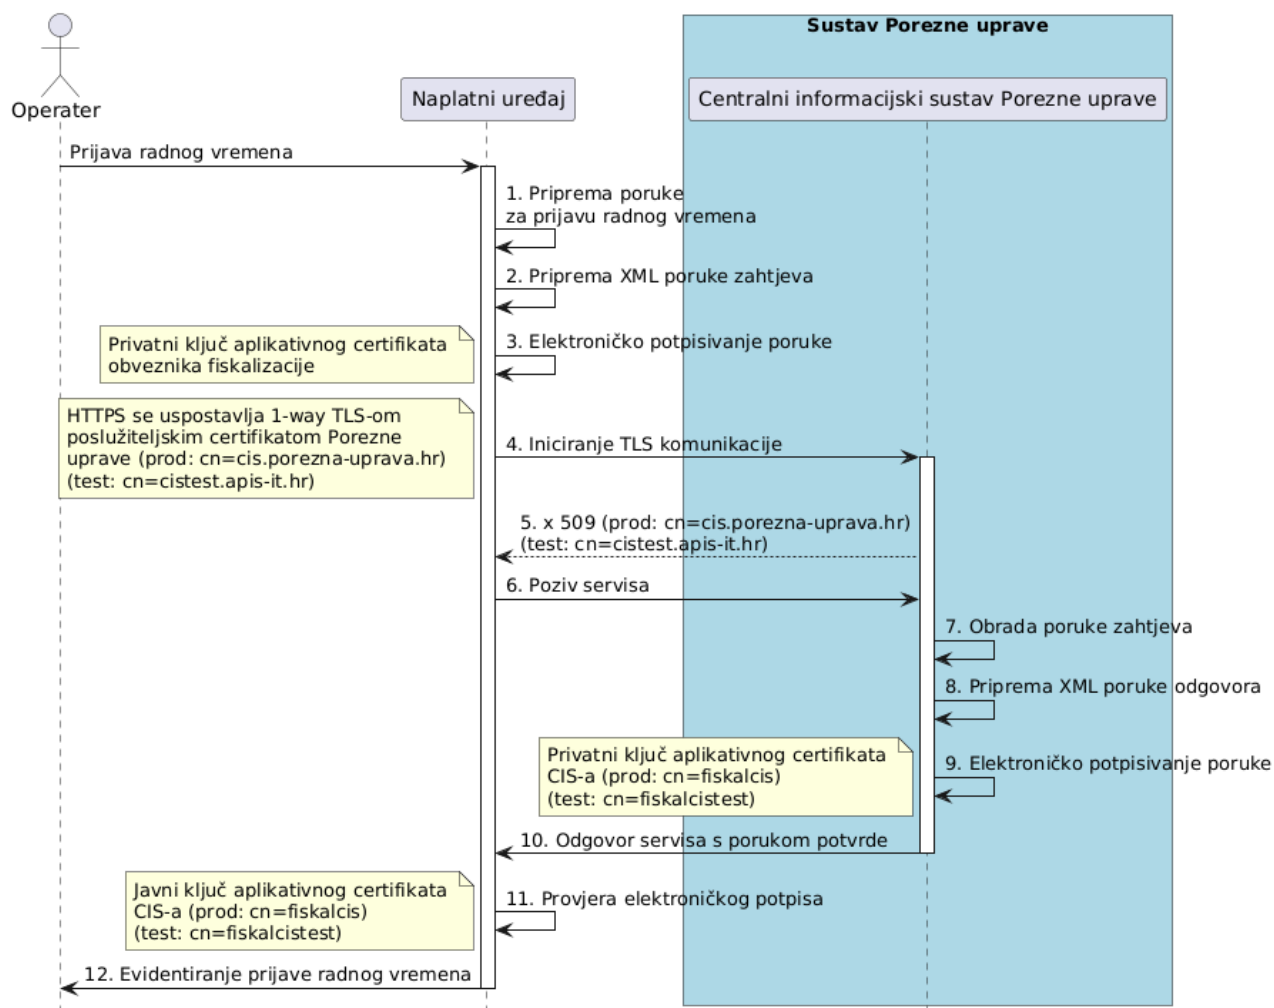 Sustav Porezne uprave
Operater
Naplatni uređaj
Centralni informacijski sustav Porezne uprave
Prijava radnog vremena
1. Priprema poruke
za prijavu radnog vremena
2. Priprema XML poruke zahtjeva
Privatni ključ aplikativnog certifikata
obveznika fiskalizacije
3. Elektroničko potpisivanje poruke
HTTPS se uspostavlja 1-way TLS-om
poslužiteljskim certifikatom Porezne
uprave (prod: cn=cis.porezna-uprava.hr)
(test: cn=cistest.apis-it.hr)
4. Iniciranje TLS komunikacije
5. x 509 (prod: cn=cis.porezna-uprava.hr)
(test: cn=cistest.apis-it.hr)
6. Poziv servisa
7. Obrada poruke zahtjeva
8. Priprema XML poruke odgovora
Privatni ključ aplikativnog certifikata
CIS-a (prod: cn=fiskalcis)
(test: cn=fiskalcistest)
9. Elektroničko potpisivanje poruke
10. Odgovor servisa s porukom potvrde
Javni ključ aplikativnog certifikata
CIS-a (prod: cn=fiskalcis)
(test: cn=fiskalcistest)
11. Provjera elektroničkog potpisa
12. Evidentiranje prijave radnog vremena